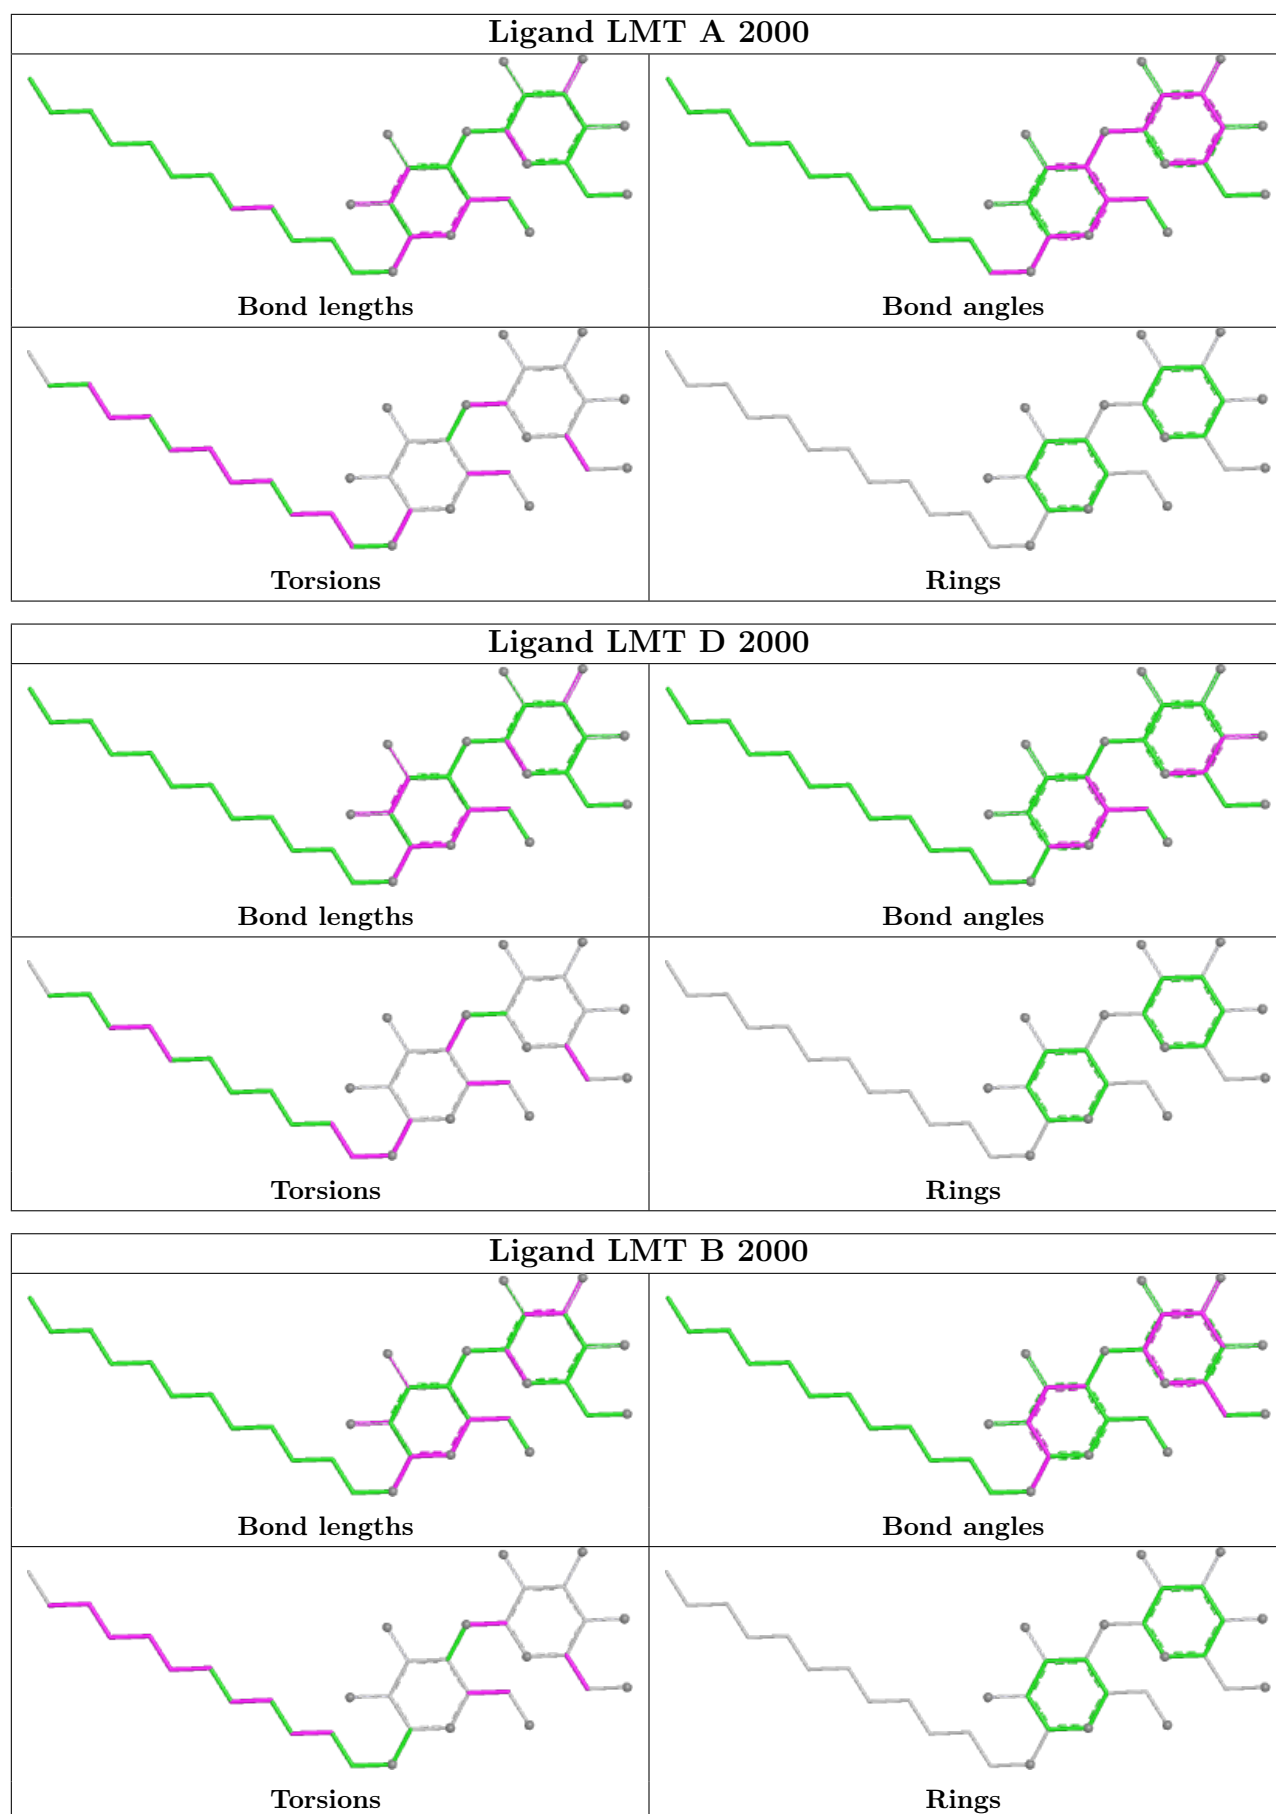 Ligand LMT A 2000
Bond lengths
Bond angles
Torsions
Rings
Ligand LMT D 2000
Bond lengths
Bond angles
Torsions
Rings
Ligand LMT B 2000
Bond lengths
Bond angles
Torsions
Rings